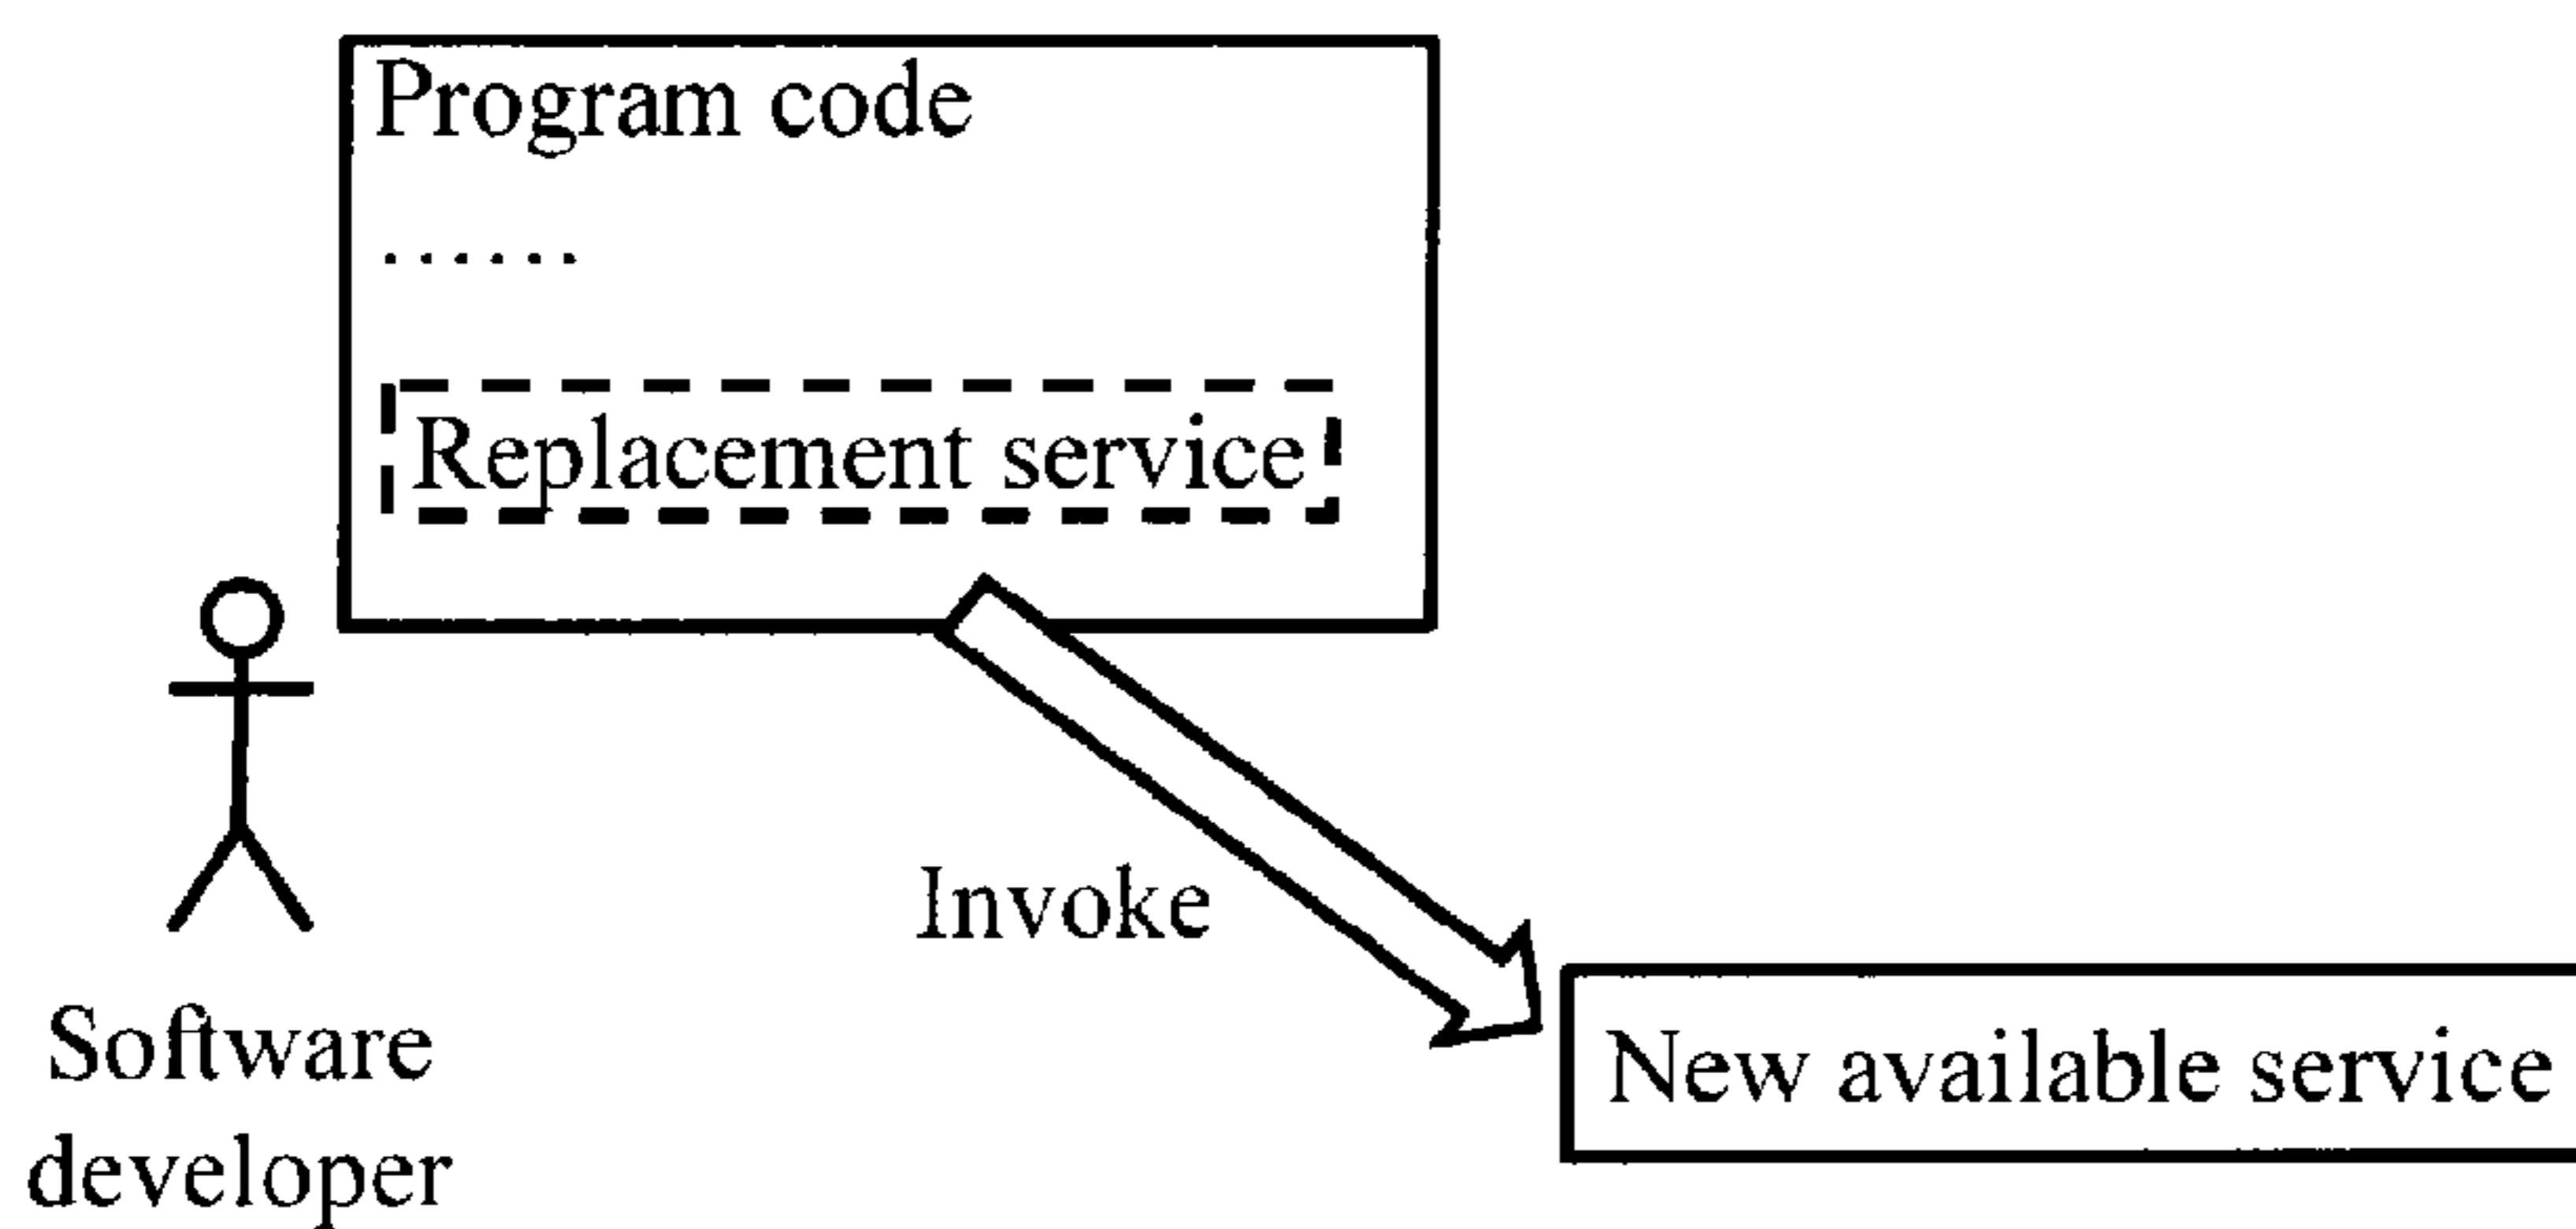 Program code
......
Replacement service
Invoke
Software
developer
New available service